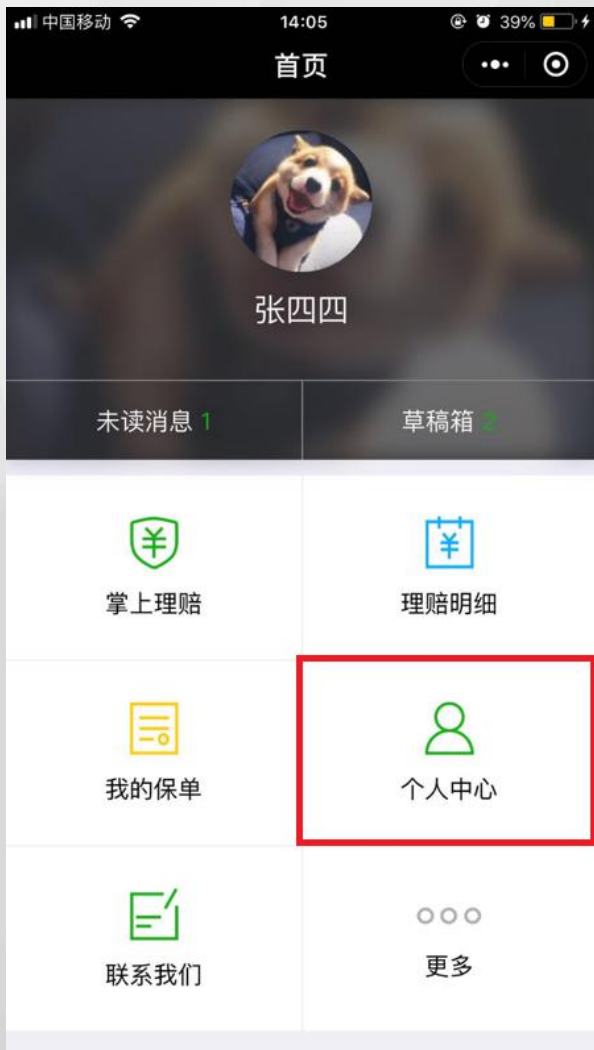 中国移动 14:05 39%
首页
张四四
未读消息 1 草稿箱 2
掌上理赔 理赔明细
我的保单 个人中心
联系我们 更多